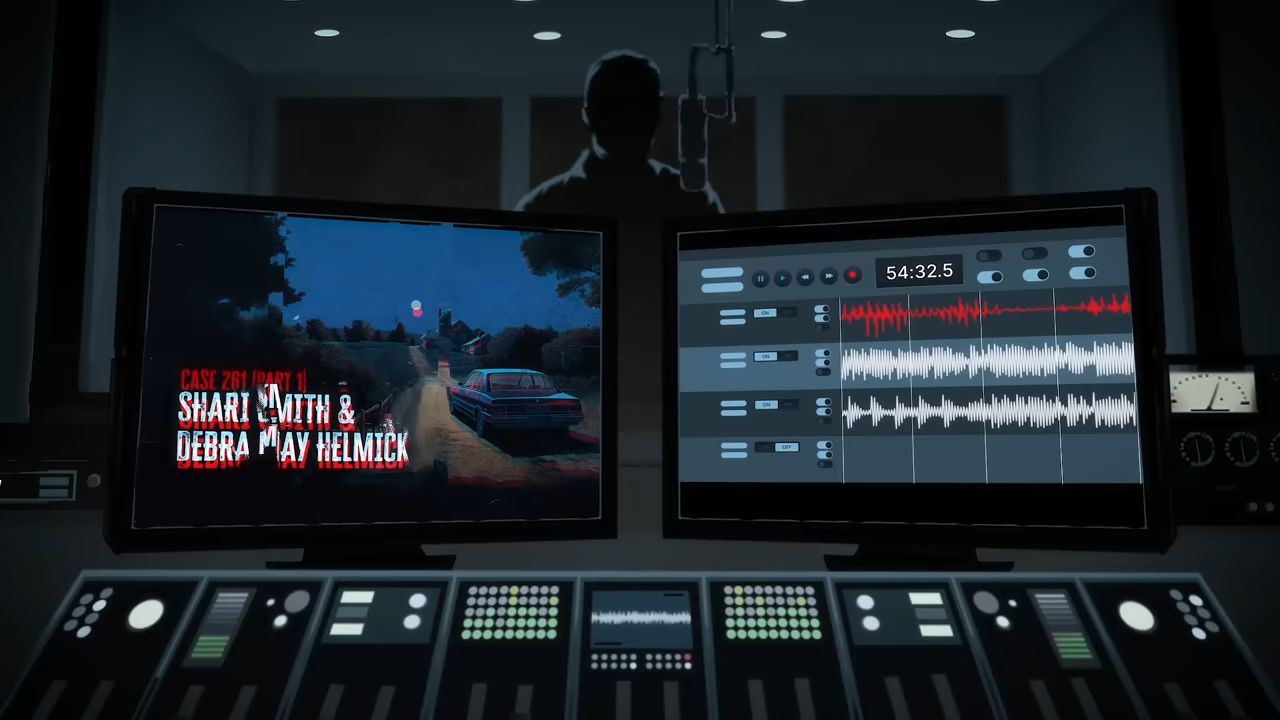 CASE 261 (PART 1)
SHARI SMITH &
DEBRA MAY HELMICK
54:32.5
ON
ON
ON
OFF